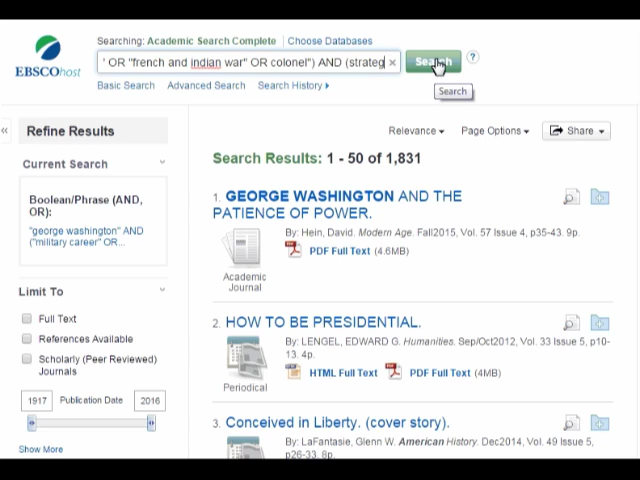 Searching: Academic Search Complete | Choose Databases
EBSCOhost
' OR "french and indian war" OR colonel") AND (strateg ×
Search
?
Basic Search Advanced Search Search History
Search
«
Refine Results
Relevance Page Options Share
Current Search
Search Results: 1 - 50 of 1,831
Boolean/Phrase (AND,
OR):
"george washington" AND
("military career" OR...
1. GEORGE WASHINGTON AND THE
PATIENCE OF POWER.
By: Hein, David. Modern Age. Fall2015, Vol. 57 Issue 4, p35-43. 9p.
PDF Full Text (4.6MB)
Academic
Journal
Limit To
Full Text
References Available
Scholarly (Peer Reviewed)
Journals
1917 Publication Date 2016
Show More
2. HOW TO BE PRESIDENTIAL.
By: LENGEL, EDWARD G. Humanities. Sep/Oct2012, Vol. 33 Issue 5, p10-
13. 4p.
HTML Full Text PDF Full Text (4MB)
Periodical
3. Conceived in Liberty. (cover story).
By: LaFantasie, Glenn W. American History. Dec2014, Vol. 49 Issue 5,
p26-33. 8p.